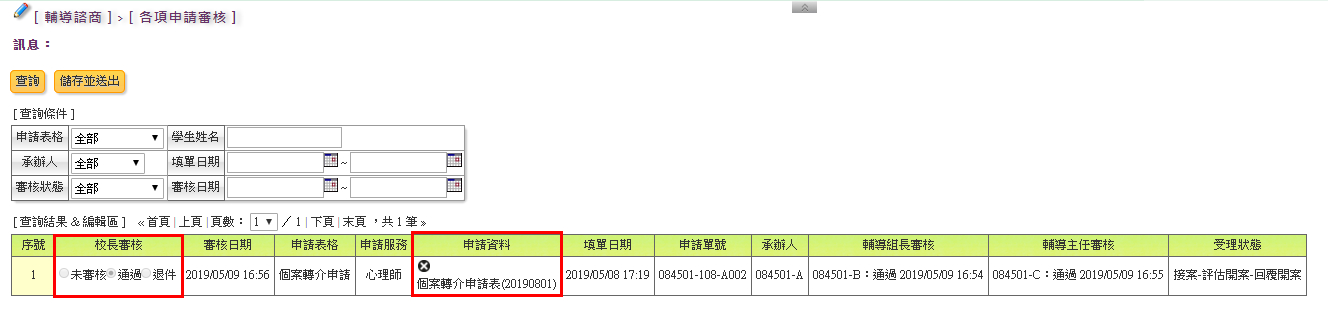 [ 輔導諮商 ] > [ 各項申請審核 ]
訊息：
查詢 儲存並送出
[ 查詢條件 ]
申請表格 全部 學生姓名
承辦人 全部 填單日期 ~
審核狀態 全部 審核日期 ~
[ 查詢結果 & 編輯區 ] «首頁 | 上頁 | 頁數： 1 ／ 1 | 下頁 | 末頁 ，共 1 筆 »
序號 校長審核 審核日期 申請表格 申請服務 申請資料 填單日期 申請單號 承辦人 輔導組長審核 輔導主任審核 受理狀態
1 未審核 通過 退件 2019/05/09 16:56 個案轉介申請 心理師 個案轉介申請表(20190801) 2019/05/08 17:19 084501-108-A002 084501-A 084501-B：通過 2019/05/09 16:54 084501-C：通過 2019/05/09 16:55 接案-評估開案-回覆開案